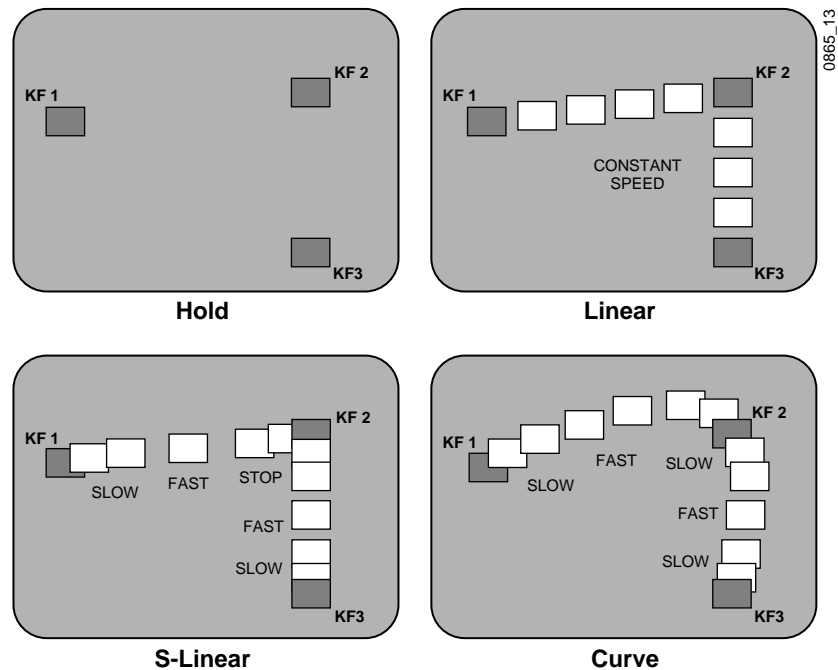 0865_13
KF 1
KF 2
KF3
Hold
KF 1
KF 2
CONSTANT
SPEED
KF3
Linear
KF 1
KF 2
SLOW
FAST
STOP
FAST
SLOW
KF3
S-Linear
KF 1
KF 2
FAST
SLOW
SLOW
FAST
SLOW
KF3
Curve